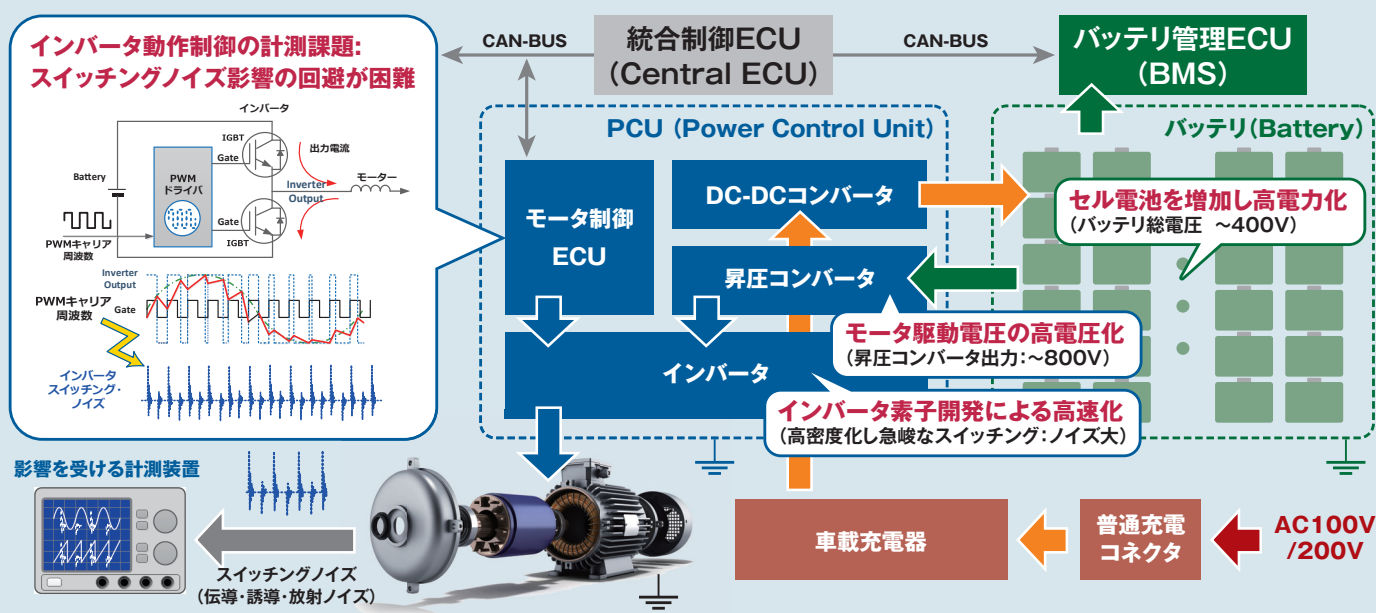 インバータ動作制御の計測課題:
スイッチングノイズ影響の回避が困難
インバータ
IGBT
Gate
出力電流
Battery
PWM
ドライバ
Inverter
Output
モーター
Gate
IGBT
PWMキャリア
周波数
Inverter
Output
PWMキャリア
周波数
Gate
インバータ
スイッチング・
ノイズ
CAN-BUS
統合制御ECU
(Central ECU)
CAN-BUS
バッテリ管理ECU
(BMS)
PCU (Power Control Unit)
バッテリ(Battery)
モータ制御
ECU
DC-DCコンバータ
昇圧コンバータ
インバータ
セル電池を増加し高電力化
(バッテリ総電圧 ～400V)
モータ駆動電圧の高電圧化
(昇圧コンバータ出力:～800V)
インバータ素子開発による高速化
(高密度化し急峻なスイッチング:ノイズ大)
影響を受ける計測装置
スイッチングノイズ
(伝導・誘導・放射ノイズ)
車載充電器
普通充電
コネクタ
AC100V
/200V